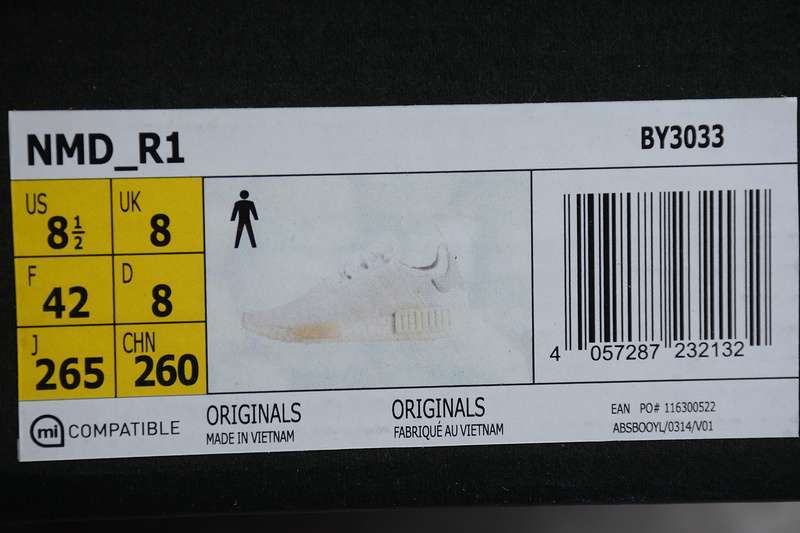 NMD_R1
BY3033
US 8½
UK 8
F 42
D 8
J 265
CHN 260
4 057287 232132
mi COMPATIBLE
ORIGINALS
MADE IN VIETNAM
ORIGINALS
FABRIQUÉ AU VIETNAM
EAN PO# 116300522
ABSBOOYL/0314/V01